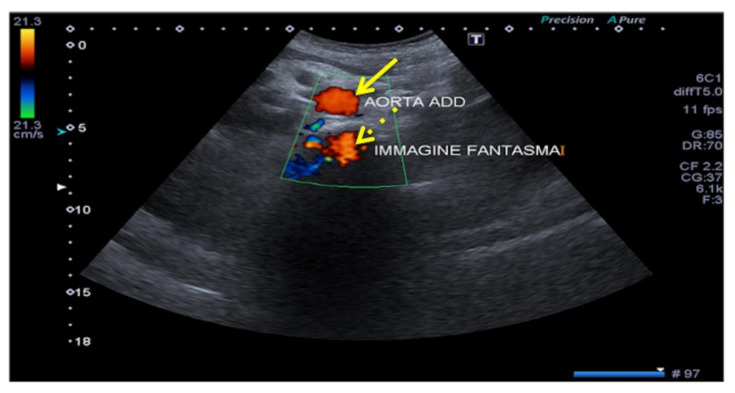 Precision A Pure
21.3
0
T
6C1
diffT5.0
11 fps
21.3
cm/s
AORTA ADD
5
IMMAGINE FANTASMA
G:85
DR:70
CF 2.2
CG:37
6.1k
F:3
10
15
18
# 97